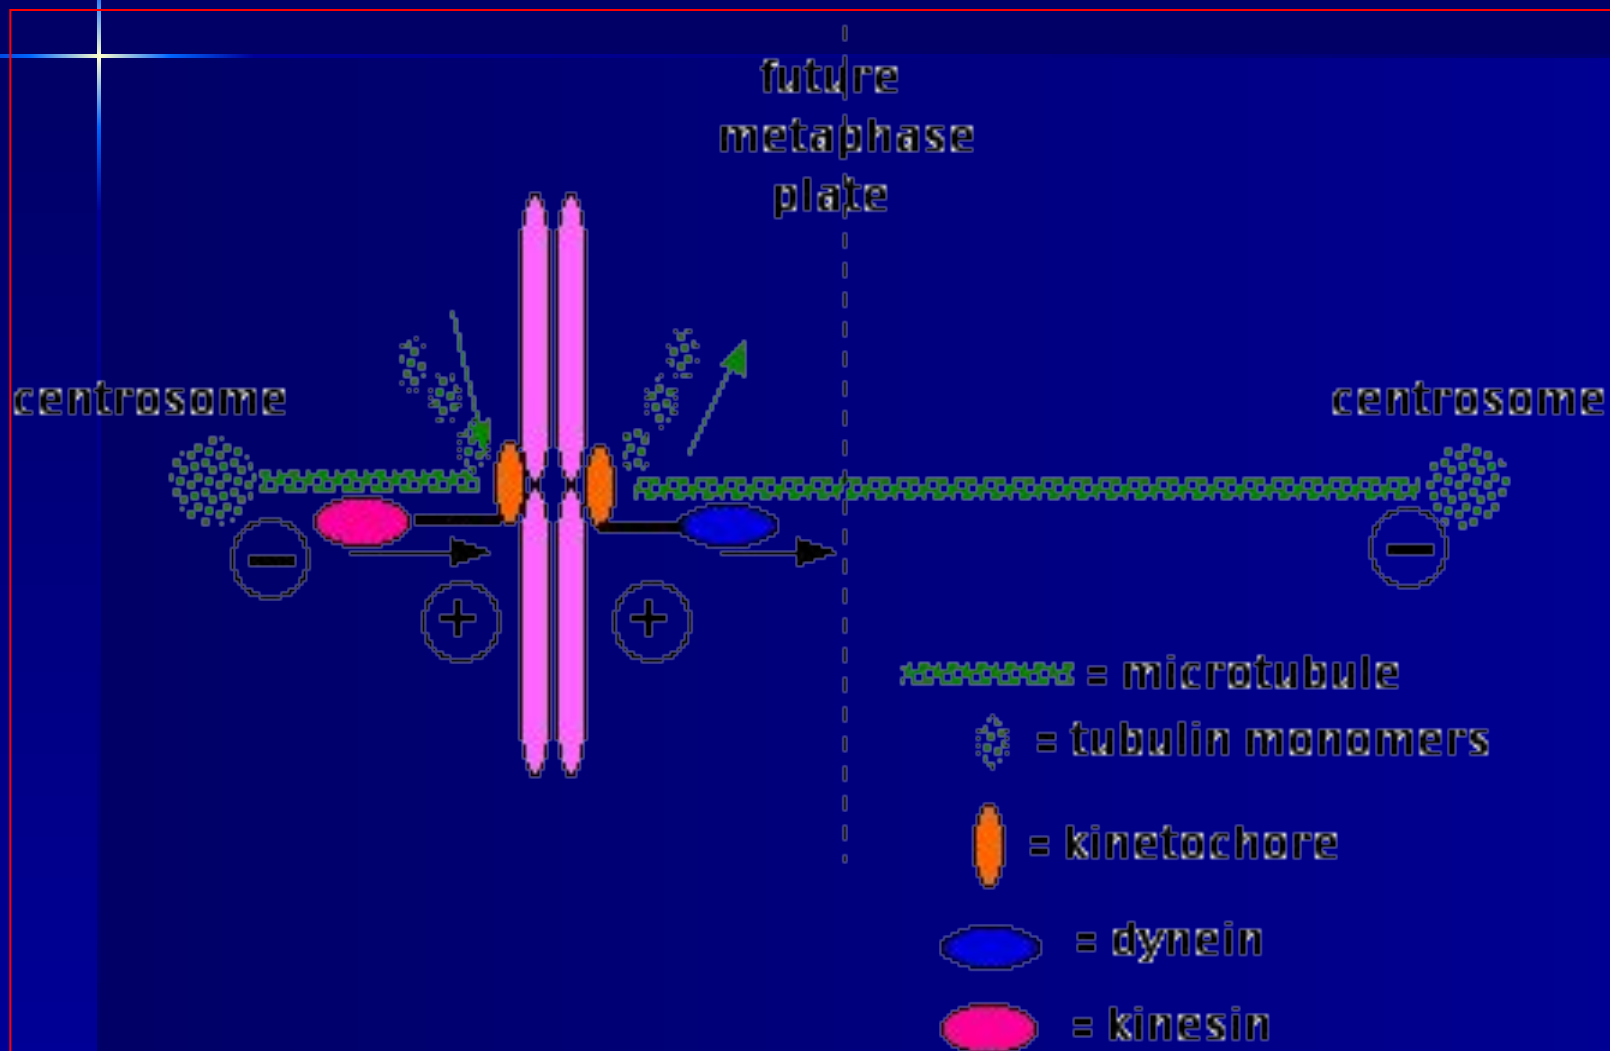 future
metaphase
plate
centrosome
centrosome
−
+
+
−
= microtubule
= tubulin monomers
= kinetochore
= dynein
= kinesin